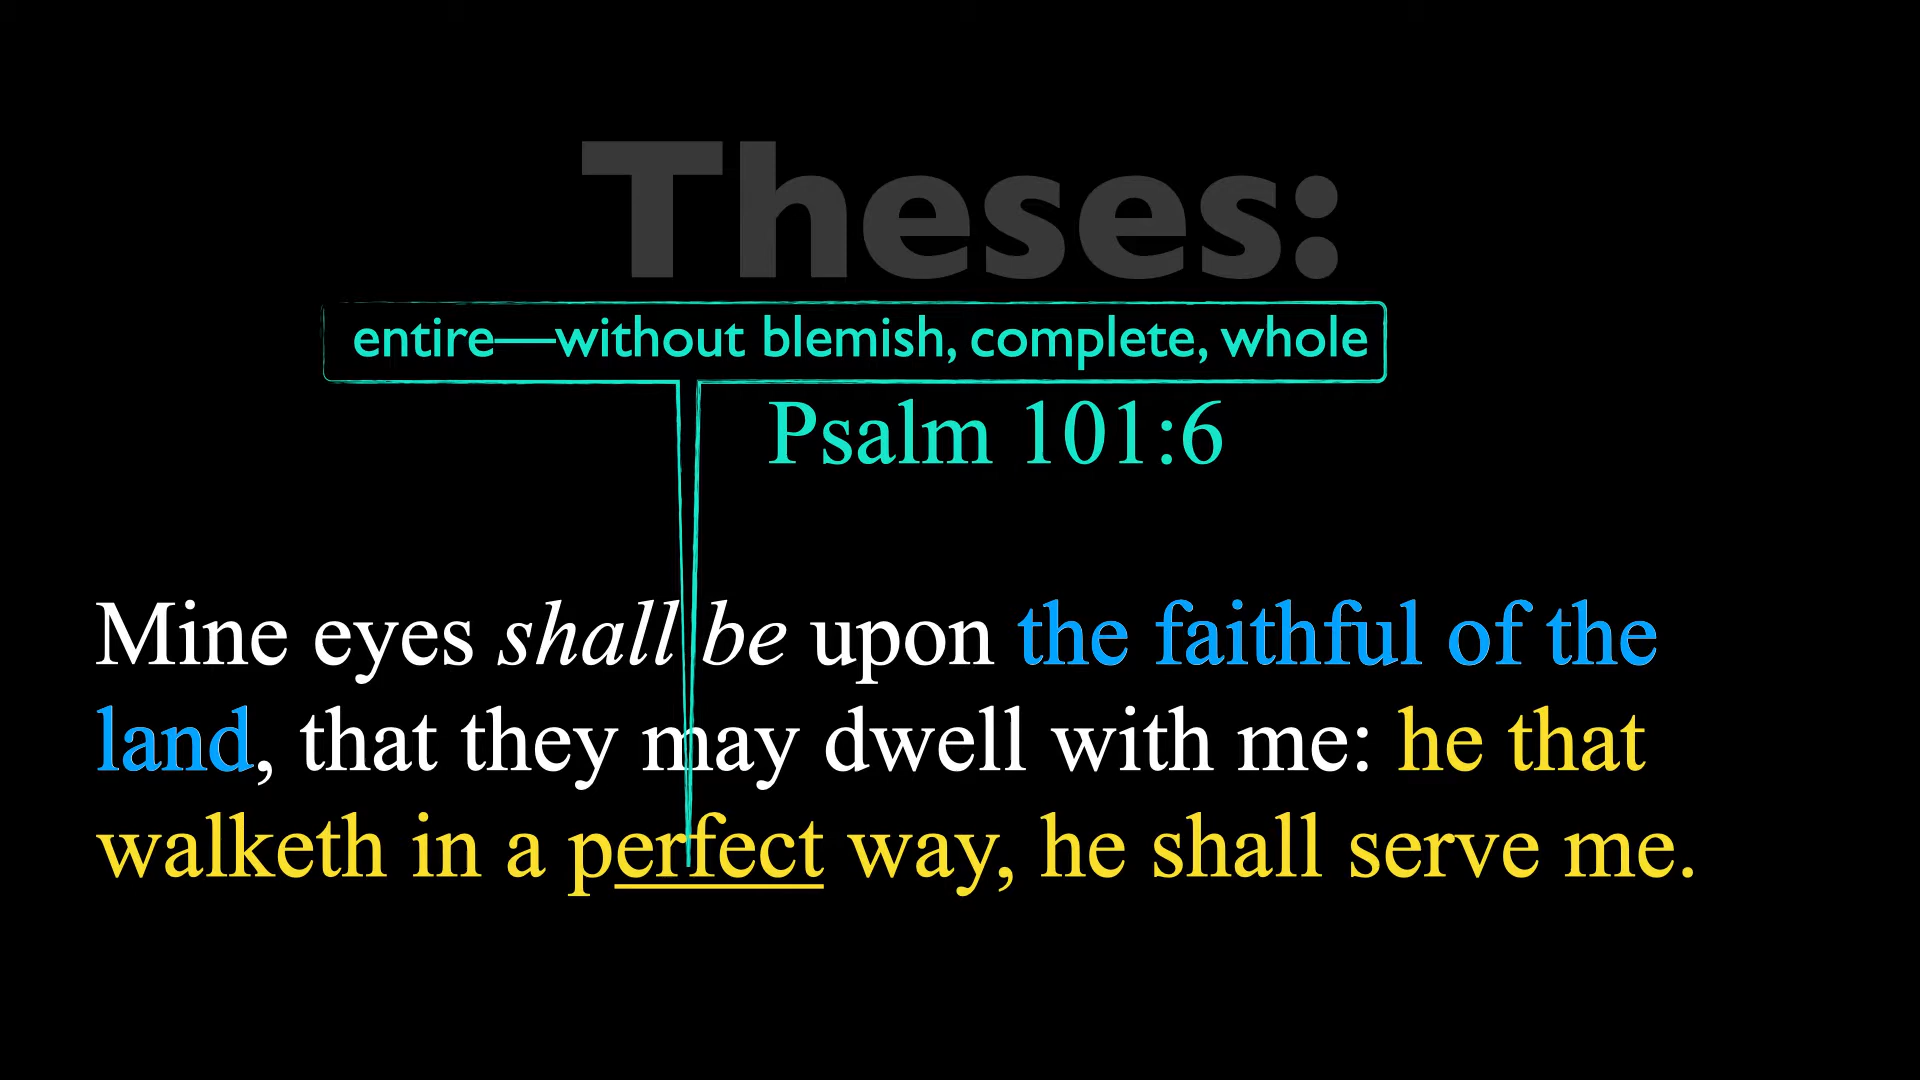 Theses:
entire—without blemish, complete, whole
Psalm 101:6
Mine eyes shall be upon the faithful of the
land, that they may dwell with me: he that
walketh in a perfect way, he shall serve me.